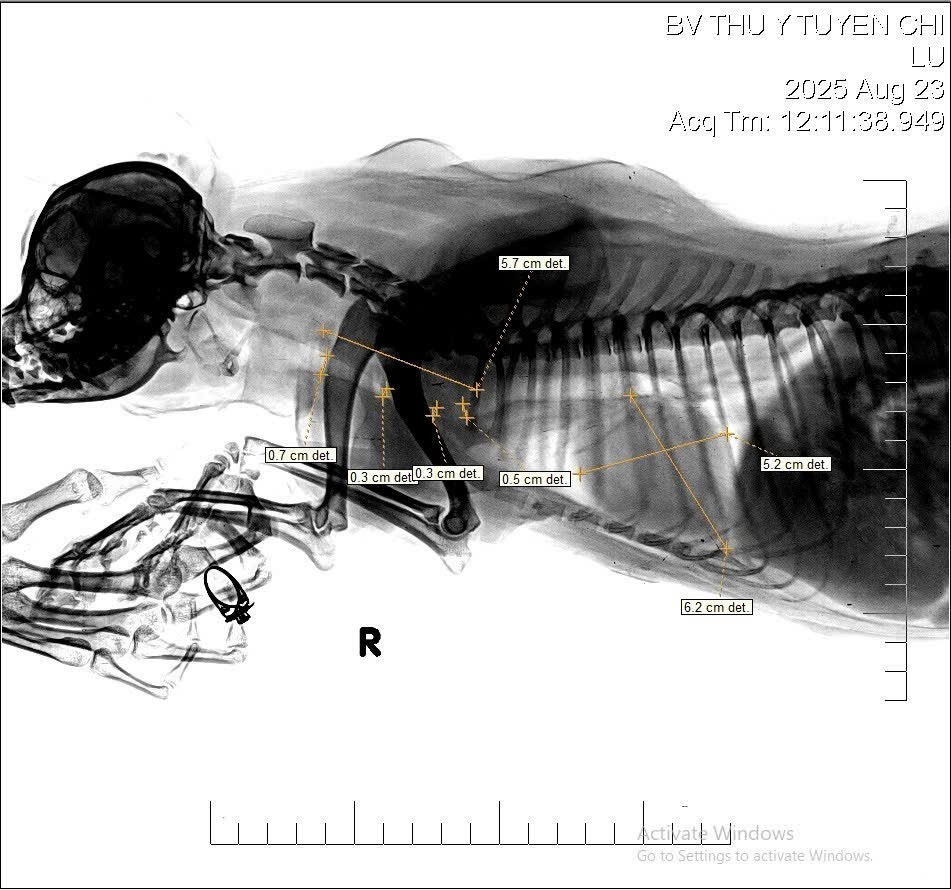 BV THU Y TUYEN CHI
LU
2025 Aug 23
Acq Tm: 12:11:38.949
5.7 cm det.
0.7 cm det.
0.3 cm det.
0.3 cm det.
0.5 cm det.
5.2 cm det.
6.2 cm det.
R
Activate Windows
Go to Settings to activate Windows.